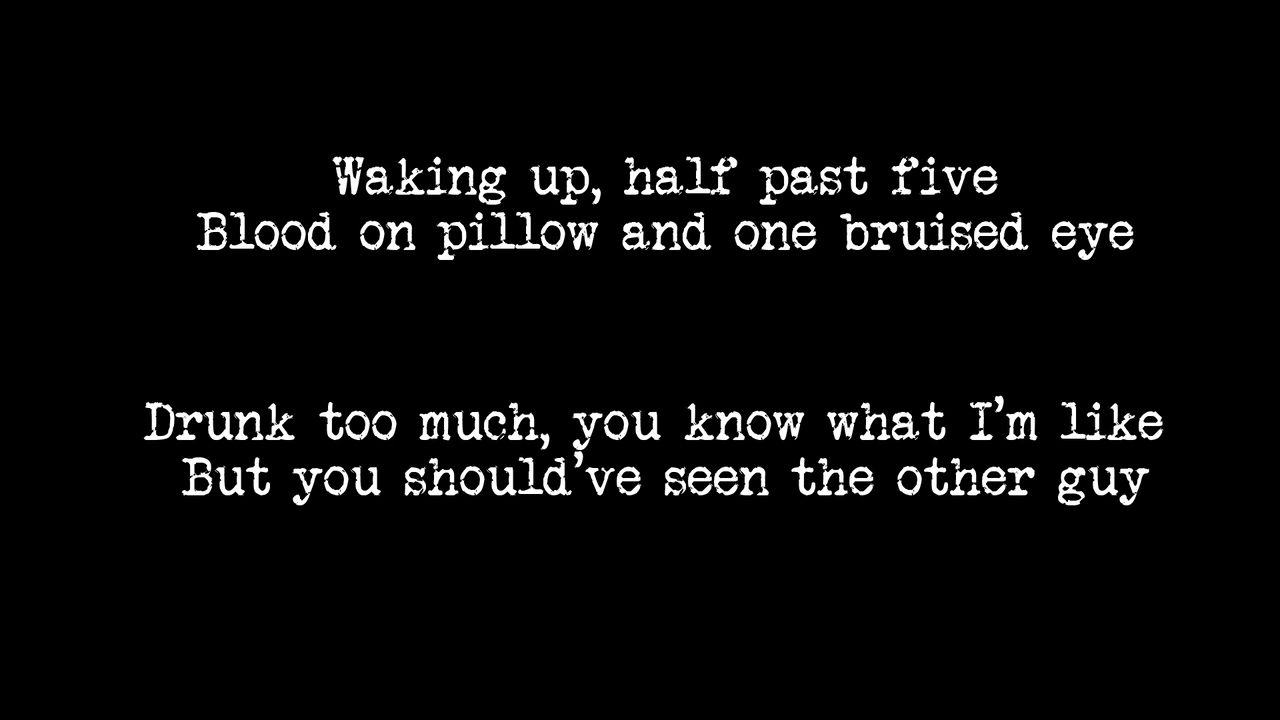 Waking up, half past five
Blood on pillow and one bruised eye
Drunk too much, you know what I'm like
But you should've seen the other guy